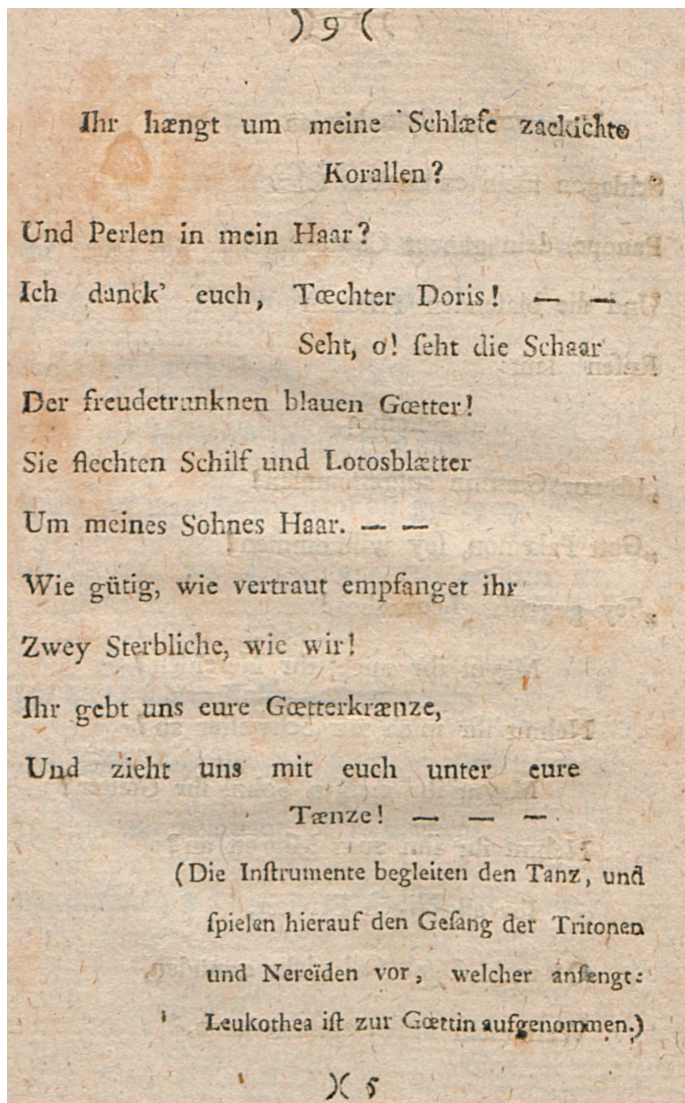 )9(
Ihr hængt um meine Schlæfe zackichte
Korallen?
Und Perlen in mein Haar?
Ich danck' euch, Tœchter Doris! — —
Seht, o! ſeht die Schaar
Der freudetrunknen blauen Gœtter!
Sie flechten Schilf und Lotosblætter
Um meines Sohnes Haar. — —
Wie gütig, wie vertraut empfanget ihr
Zwey Sterbliche, wie wir!
Ihr gebt uns eure Gœtterkrænze,
Und zieht uns mit euch unter eure
Tænze! — — —
(Die Inſtrumente begleiten den Tanz, und
ſpielen hierauf den Geſang der Tritonen
und Nereïden vor, welcher anfængt:
Leukothea iſt zur Gœttin aufgenommen.)
)( 5